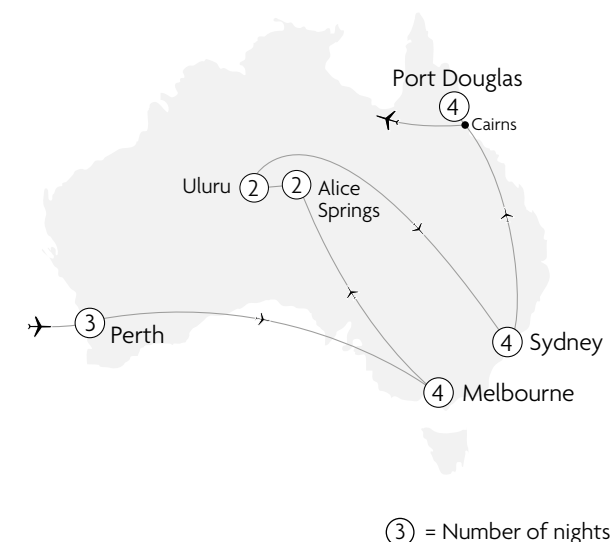 Port Douglas
4
Cairns
Uluru 2 2 Alice
Springs
3 Perth
4 Sydney
4 Melbourne
3 = Number of nights